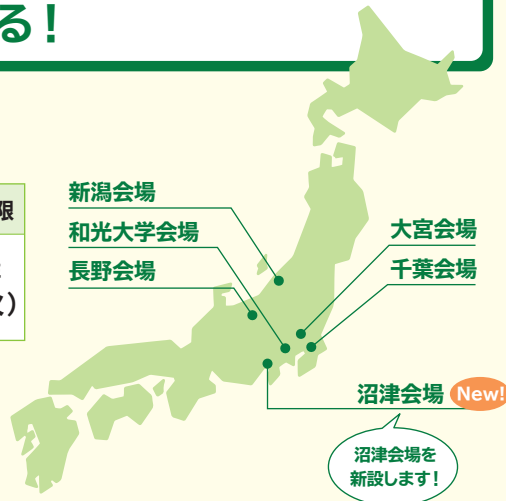 る！
限
火）
新潟会場
和光大学会場
長野会場
大宮会場
千葉会場
沼津会場 New!
沼津会場を
新設します！